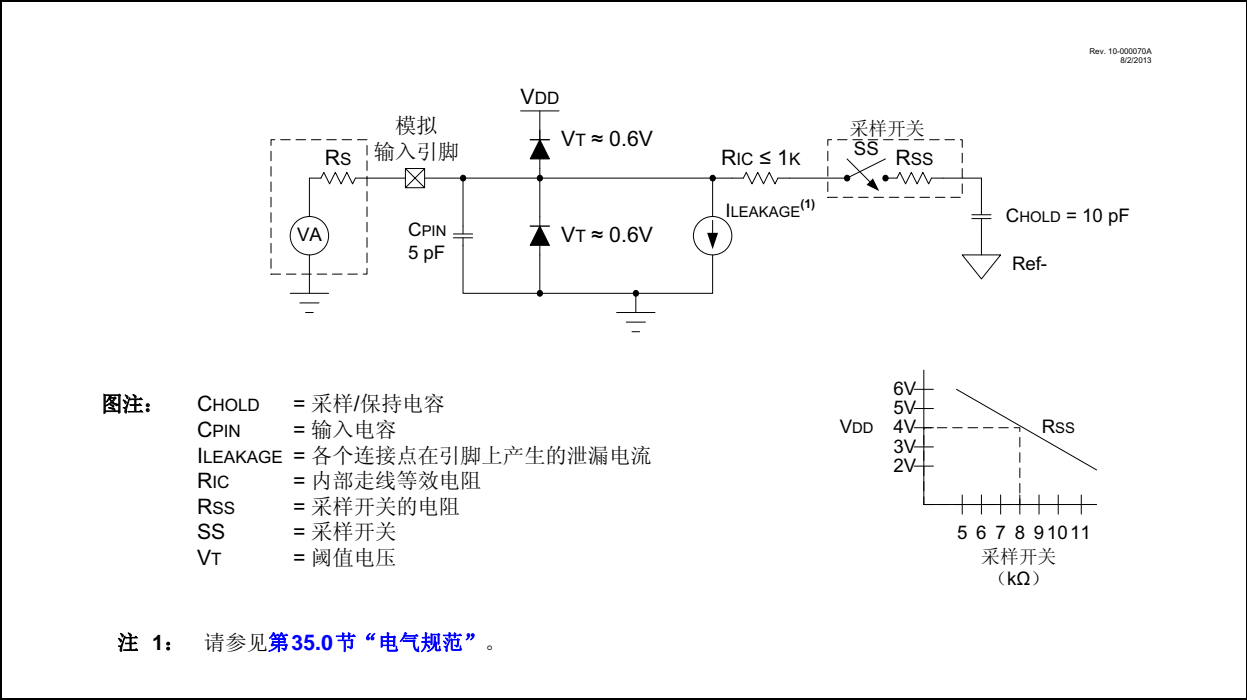 Rev. 10-000070A
8/2/2013
VDD
模拟
输入引脚
VT ≈ 0.6V
采样开关
RS
RIC ≤ 1K
SS
RSS
ILEAKAGE(1)
VA
CPIN
5 pF
VT ≈ 0.6V
CHOLD = 10 pF
Ref-
图注： CHOLD = 采样/保持电容
CPIN = 输入电容
ILEAKAGE = 各个连接点在引脚上产生的泄漏电流
RIC = 内部走线等效电阻
RSS = 采样开关的电阻
SS = 采样开关
VT = 阈值电压
6V
5V
VDD 4V RSS
3V
2V
5 6 7 8 9 10 11
采样开关
（kΩ）
注 1： 请参见第35.0节“电气规范”。